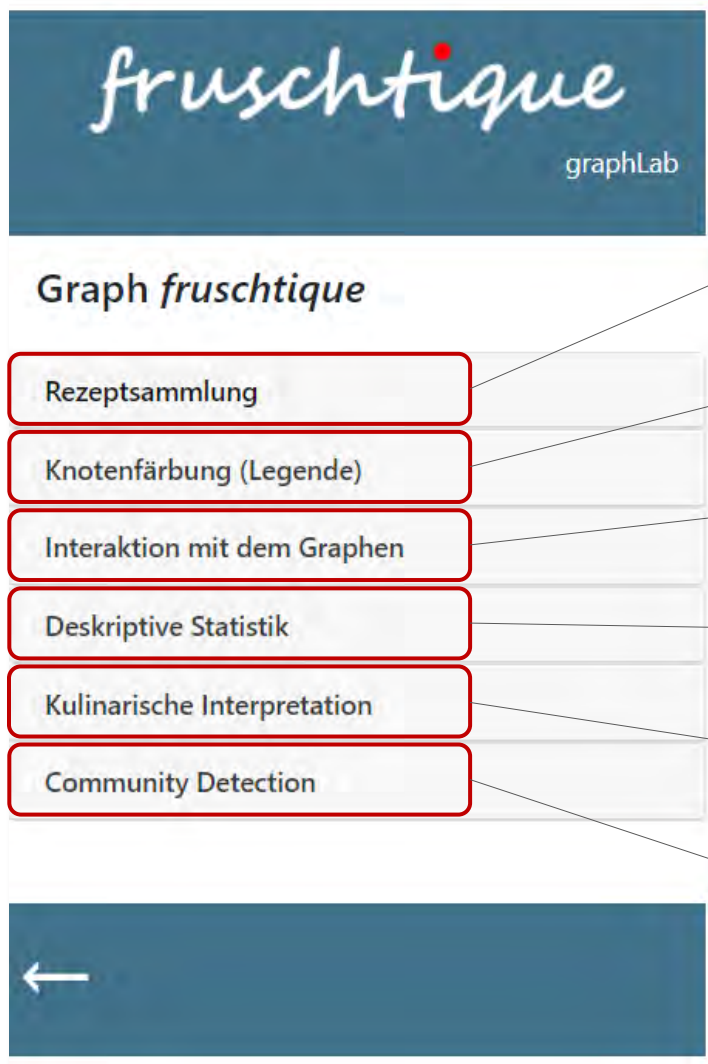 fruschtique
graphLab
Graph fruschtique
Rezeptsammlung
Knotenfärbung (Legende)
Interaktion mit dem Graphen
Deskriptive Statistik
Kulinarische Interpretation
Community Detection